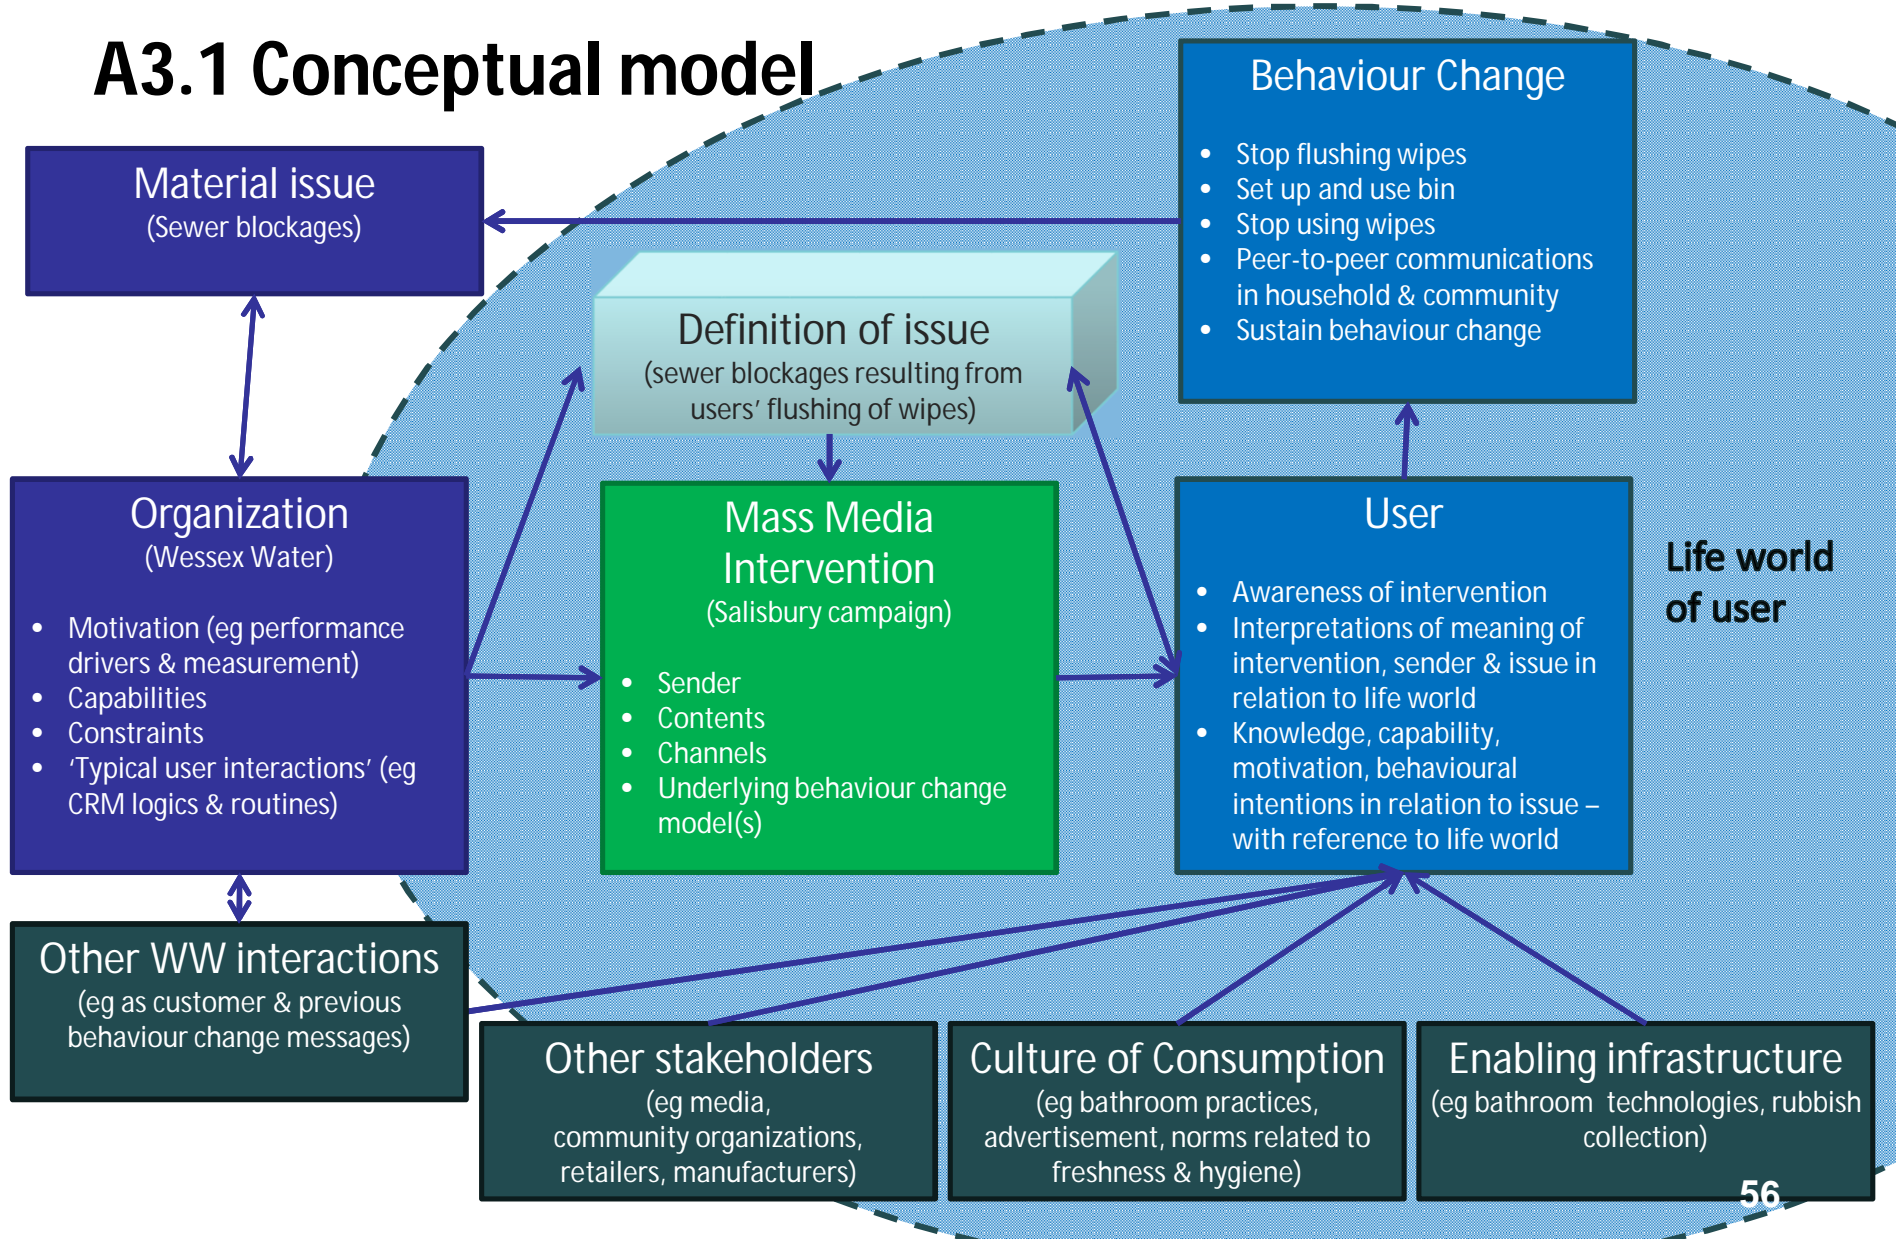 A3.1 Conceptual model
Material issue
(Sewer blockages)
Behaviour Change
• Stop flushing wipes
• Set up and use bin
• Stop using wipes
• Peer-to-peer communications
in household & community
• Sustain behaviour change
Definition of issue
(sewer blockages resulting from
users’ flushing of wipes)
Organization
(Wessex Water)
• Motivation (eg performance
drivers & measurement)
• Capabilities
• Constraints
• ‘Typical user interactions’ (eg
CRM logics & routines)
Mass Media
Intervention
(Salisbury campaign)
• Sender
• Contents
• Channels
• Underlying behaviour change
model(s)
User
• Awareness of intervention
• Interpretations of meaning of
intervention, sender & issue in
relation to life world
• Knowledge, capability,
motivation, behavioural
intentions in relation to issue –
with reference to life world
Life world
of user
Other WW interactions
(eg as customer & previous
behaviour change messages)
Other stakeholders
(eg media,
community organizations,
retailers, manufacturers)
Culture of Consumption
(eg bathroom practices,
advertisement, norms related to
freshness & hygiene)
Enabling infrastructure
(eg bathroom technologies, rubbish
collection)
56